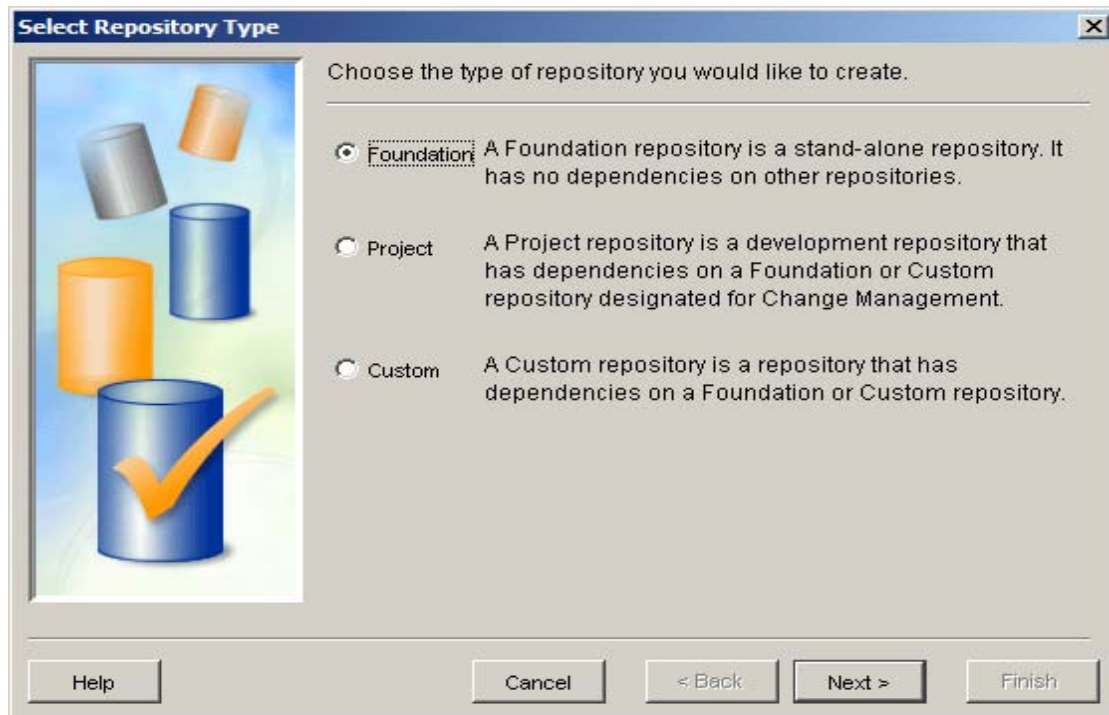 Select Repository Type
Choose the type of repository you would like to create.
Foundation A Foundation repository is a stand-alone repository. It
has no dependencies on other repositories.
Project A Project repository is a development repository that
has dependencies on a Foundation or Custom
repository designated for Change Management.
Custom A Custom repository is a repository that has
dependencies on a Foundation or Custom repository.
Help Cancel < Back Next > Finish